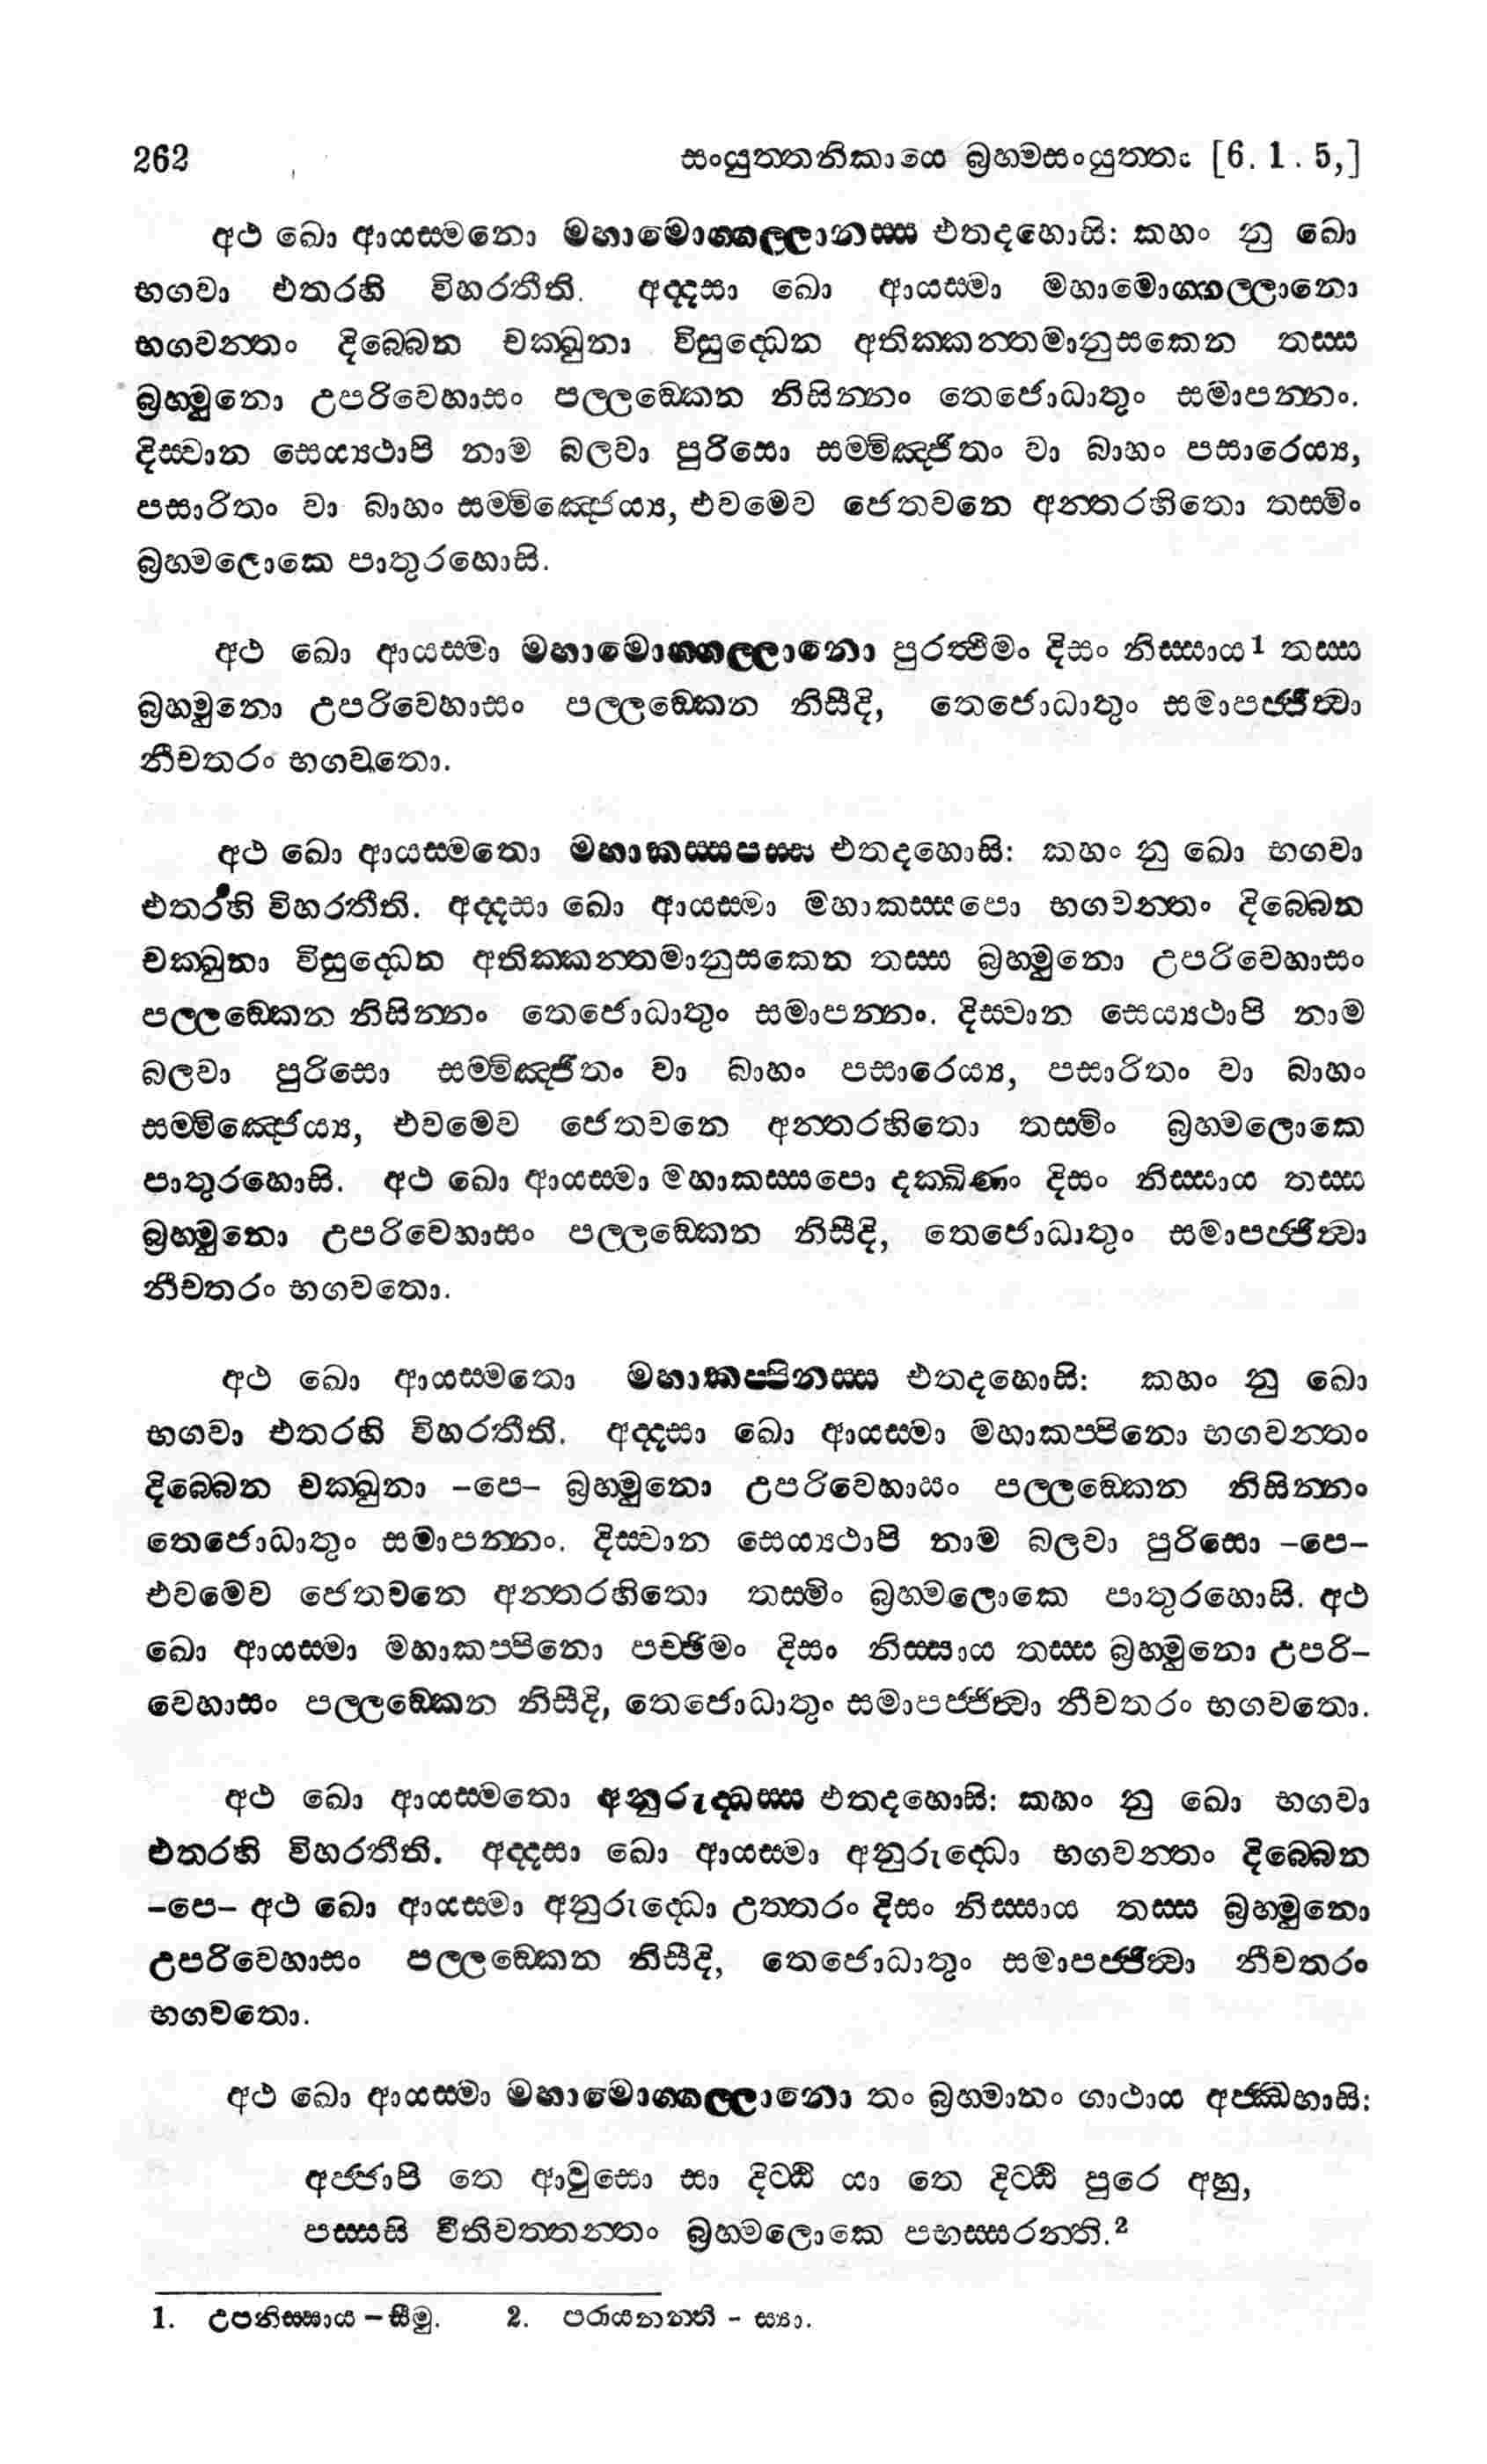 262 සංයුත්තනිකායෙ බ්‍රහ්මසංයුත්තං [6. 1. 5,]
අථ ඛො ආයස්මතො මහාමොග්ගල්ලානස්ස එතදහොසි: කහං නු ඛො
භගවා එතරහි විහරතීති. අද්දසා ඛො ආයස්මා මහාමොග්ගල්ලානො
භගවන්තං දිබ්බෙන චක්ඛුනා විසුද්ධෙන අතික්කන්තමානුසකෙන තස්ස
බ්‍රහ්මුනො උපරිවෙහාසං පල්ලඞ්කෙන නිසින්නං තෙජොධාතුං සමාපන්නං.
දිස්වාන සෙය්‍යථාපි නාම බලවා පුරිසො සම්මිඤ්ජිතං වා බාහං පසාරෙය්‍ය,
පසාරිතං වා බාහං සම්මිඤ්ජෙය්‍ය, එවමෙව ජෙතවනෙ අන්තරහිතො තස්මිං
බ්‍රහ්මලොකෙ පාතුරහොසි.
අථ ඛො ආයස්මා මහාමොග්ගල්ලානො පුරත්ථිමං දිසං නිස්සාය¹ තස්ස
බ්‍රහ්මුනො උපරිවෙහාසං පල්ලඞ්කෙන නිසීදි, තෙජොධාතුං සමාපජ්ජිත්වා
නීචතරං භගවතො.
අථ ඛො ආයස්මතො මහාකස්සපස්ස එතදහොසි: කහං නු ඛො භගවා
එතරහි විහරතීති. අද්දසා ඛො ආයස්මා මහාකස්සපො භගවන්තං දිබ්බෙන
චක්ඛුනා විසුද්ධෙන අතික්කන්තමානුසකෙන තස්ස බ්‍රහ්මුනො උපරිවෙහාසං
පල්ලඞ්කෙන නිසින්නං තෙජොධාතුං සමාපන්නං. දිස්වාන සෙය්‍යථාපි නාම
බලවා පුරිසො සම්මිඤ්ජිතං වා බාහං පසාරෙය්‍ය, පසාරිතං වා බාහං
සම්මිඤ්ජෙය්‍ය, එවමෙව ජෙතවනෙ අන්තරහිතො තස්මිං බ්‍රහ්මලොකෙ
පාතුරහොසි. අථ ඛො ආයස්මා මහාකස්සපො දක්ඛිණං දිසං නිස්සාය තස්ස
බ්‍රහ්මුනො උපරිවෙහාසං පල්ලඞ්කෙන නිසීදි, තෙජොධාතුං සමාපජ්ජිත්වා
නීචතරං භගවතො.
අථ ඛො ආයස්මතො මහාකප්පිනස්ස එතදහොසි: කහං නු ඛො
භගවා එතරහි විහරතීති. අද්දසා ඛො ආයස්මා මහාකප්පිනො භගවන්තං
දිබ්බෙන චක්ඛුනා -පෙ- බ්‍රහ්මුනො උපරිවෙහාසං පල්ලඞ්කෙන නිසින්නං
තෙජොධාතුං සමාපන්නං. දිස්වාන සෙය්‍යථාපි නාම බලවා පුරිසො -පෙ-
එවමෙව ජෙතවනෙ අන්තරහිතො තස්මිං බ්‍රහ්මලොකෙ පාතුරහොසි. අථ
ඛො ආයස්මා මහාකප්පිනො පච්ඡිමං දිසං නිස්සාය තස්ස බ්‍රහ්මුනො උපරි-
වෙහාසං පල්ලඞ්කෙන නිසීදි, තෙජොධාතුං සමාපජ්ජිත්වා නීචතරං භගවතො.
අථ ඛො ආයස්මතො අනුරුද්ධස්ස එතදහොසි: කහං නු ඛො භගවා
එතරහි විහරතීති. අද්දසා ඛො ආයස්මා අනුරුද්ධො භගවන්තං දිබ්බෙන
-පෙ- අථ ඛො ආයස්මා අනුරුද්ධො උත්තරං දිසං නිස්සාය තස්ස බ්‍රහ්මුනො
උපරිවෙහාසං පල්ලඞ්කෙන නිසීදි, තෙජොධාතුං සමාපජ්ජිත්වා නීචතරං
භගවතො.
අථ ඛො ආයස්මා මහාමොග්ගල්ලානො තං බ්‍රහ්මානං ගාථාය අජ්ඣභාසි:
අජ්ජාපි තෙ ආවුසො සා දිට්ඨි යා තෙ දිට්ඨි පුරෙ අහු,
පස්සසි වීතිවත්තන්තං බ්‍රහ්මලොකෙ පභස්සරන්ති.²
1. උපනිස්සාය - සීමු. 2. පරායනන්ති - ස්‍යා.